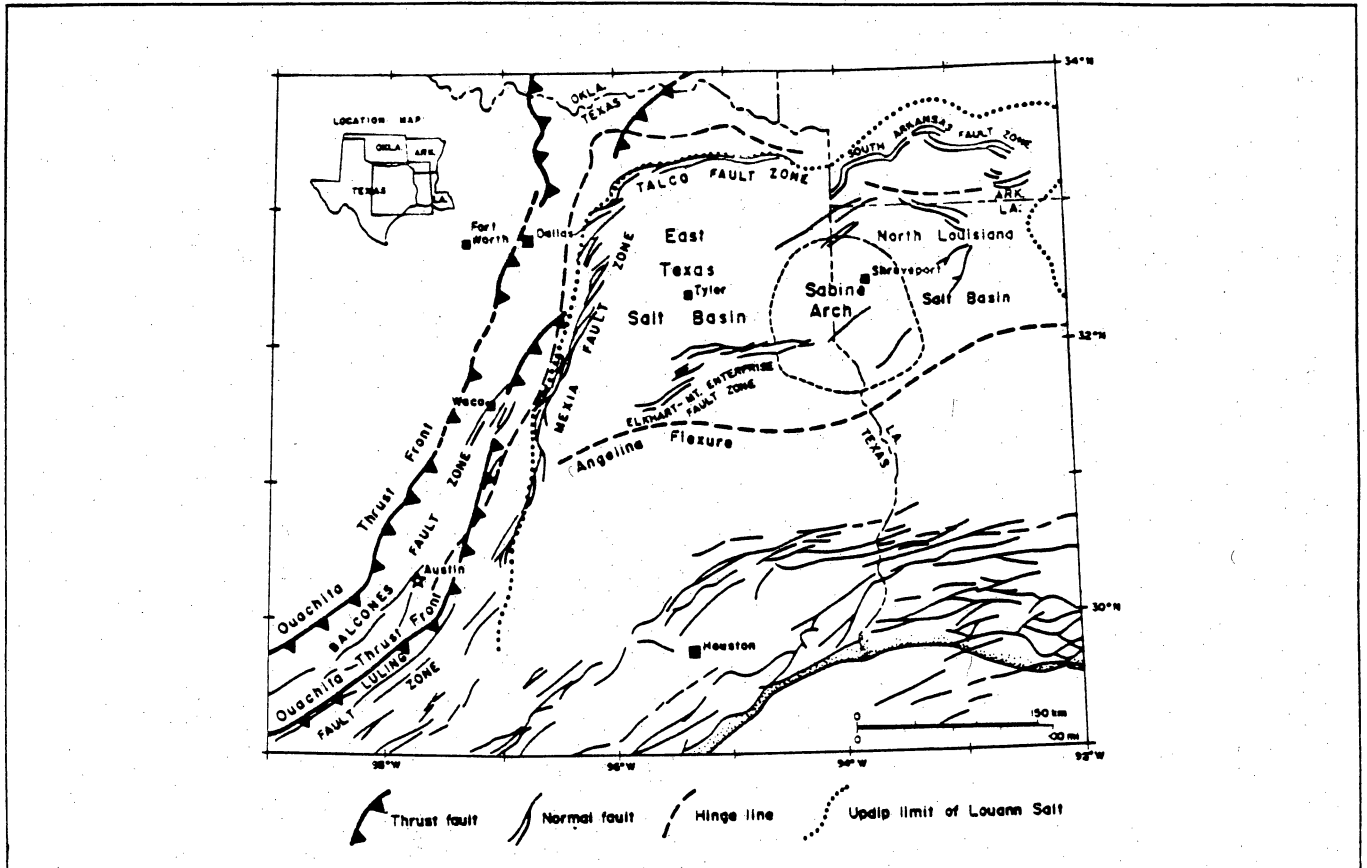 34°N
LOCATION MAP
OKLA.
ARK.
TEXAS
LA.
OKLA.
TEXAS
SOUTH ARKANSAS FAULT ZONE
TALCO FAULT ZONE
ARK.
LA.
Fort
Worth
Dallas
East
Texas
Tyler
Salt Basin
North Louisiana
Shreveport
Salt Basin
Sabine
Arch
32°N
MEXIA FAULT ZONE
ELKHART-MT. ENTERPRISE
FAULT ZONE
Angelina Flexure
LA.
TEXAS
Waco
Ouachita Thrust Front
BALCONES FAULT ZONE
Austin
Ouachita Thrust Front
LULING
FAULT ZONE
30°N
Houston
0 150 km
0
98°W
96°W
94°W
92°W
Thrust fault
Normal fault
Hinge line
Updip limit of Louann Salt